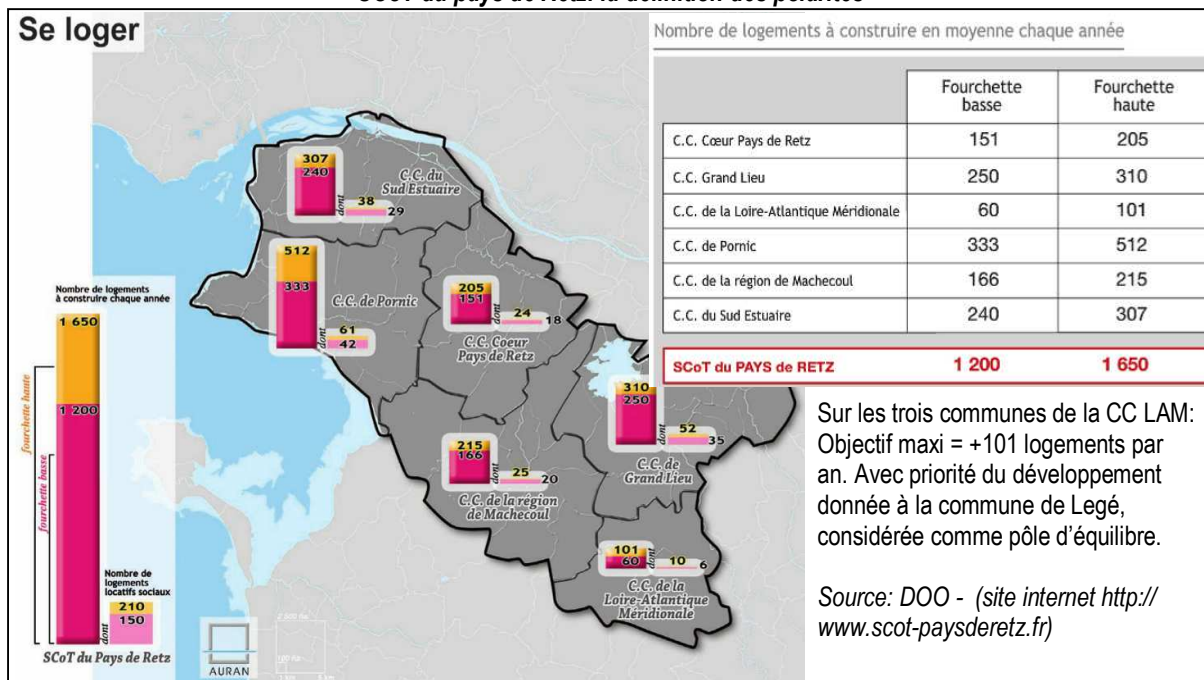 SCoT du pays de Retz: la définition des polarités
Se loger
Nombre de logements à construire en moyenne chaque année
Fourchette basse
Fourchette haute
C.C. Cœur Pays de Retz 151 205
C.C. Grand Lieu 250 310
C.C. de la Loire-Atlantique Méridionale 60 101
C.C. de Pornic 333 512
C.C. de la région de Machecoul 166 215
C.C. du Sud Estuaire 240 307
SCoT du PAYS de RETZ 1 200 1 650
307
240
dont
38
29
C.C. du
Sud Estuaire
512
333
dont
61
42
C.C. de Pornic
205
151
dont
24
18
C.C. Coeur
Pays de Retz
310
250
dont
52
35
C.C. de
Grand Lieu
215
166
dont
25
20
C.C. de la région
de Machecoul
101
60
dont
10
6
C.C. de la
Loire-Atlantique
Méridionale
Nombre de logements
à construire chaque année
1 650
1 200
fourchette haute
fourchette basse
Nombre de
logements
locatifs sociaux
210
150
dont
SCoT du Pays de Retz
AURAN
Sur les trois communes de la CC LAM:
Objectif maxi = +101 logements par
an. Avec priorité du développement
donnée à la commune de Legé,
considérée comme pôle d’équilibre.
Source: DOO - (site internet http://
www.scot-paysderetz.fr)